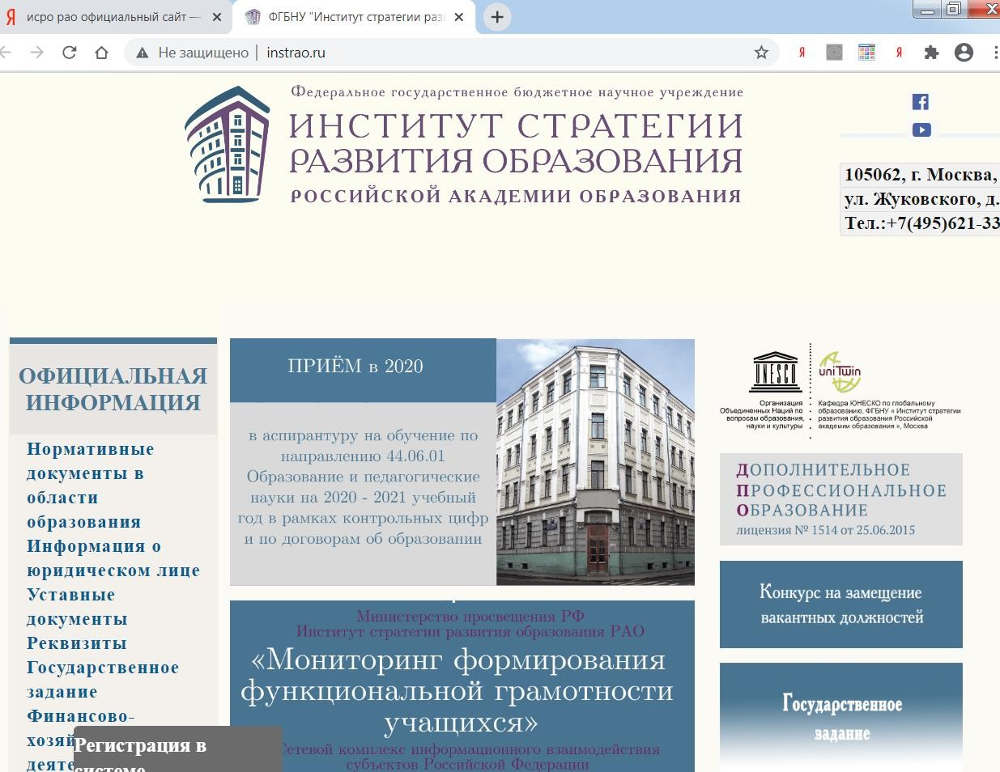 исро рао официальный сайт —
ФГБНУ "Институт стратегии раз
Не защищено
instrao.ru
Федеральное государственное бюджетное научное учреждение
ИНСТИТУТ СТРАТЕГИИ
РАЗВИТИЯ ОБРАЗОВАНИЯ
РОССИЙСКОЙ АКАДЕМИИ ОБРАЗОВАНИЯ
105062, г. Москва,
ул. Жуковского, д.
Тел.:+7(495)621-33
ОФИЦИАЛЬНАЯ
ИНФОРМАЦИЯ
Нормативные
документы в
области
образования
Информация о
юридическом лице
Уставные
документы
Реквизиты
Государственное
задание
Финансово-
хозяй
деяте
Регистрация в
системе
ПРИЁМ в 2020
в аспирантуру на обучение по
направлению 44.06.01
Образование и педагогические
науки на 2020 - 2021 учебный
год в рамках контрольных цифр
и по договорам об образовании
Министерство просвещения РФ
Институт стратегии развития образования РАО
«Мониторинг формирования
функциональной грамотности
учащихся»
Сетевой комплекс информационного взаимодействия
субъектов Российской Федерации
UNESCO
uniTwin
Организация
Объединенных Наций по
вопросам образования,
науки и культуры
Кафедра ЮНЕСКО по глобальному
образованию, ФГБНУ « Институт стратегии
развития образования Российской
академии образования », Москва
ДОПОЛНИТЕЛЬНОЕ
ПРОФЕССИОНАЛЬНОЕ
ОБРАЗОВАНИЕ
лицензия № 1514 от 25.06.2015
Конкурс на замещение
вакантных должностей
Государственное
задание